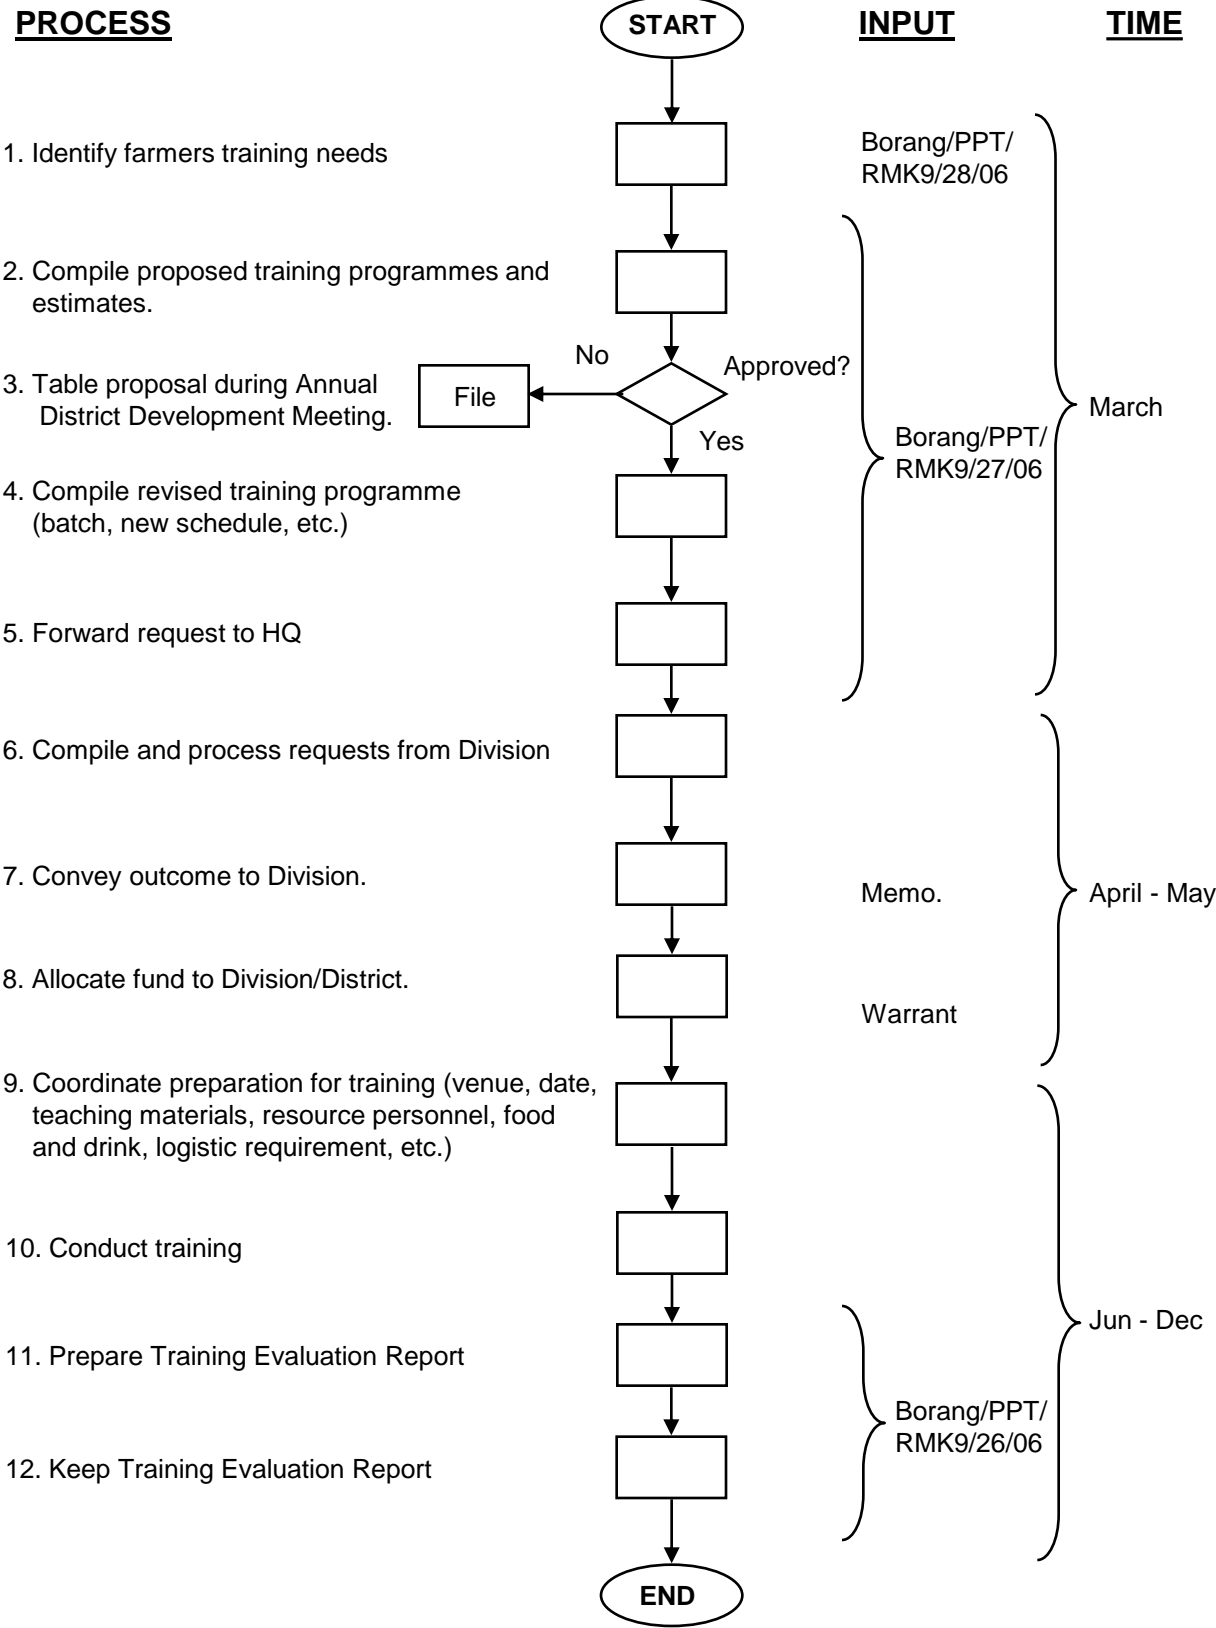 PROCESS
START
INPUT
TIME
1. Identify farmers training needs
Borang/PPT/
RMK9/28/06
2. Compile proposed training programmes and
estimates.
No
Approved?
3. Table proposal during Annual
District Development Meeting.
File
Yes
March
Borang/PPT/
RMK9/27/06
4. Compile revised training programme
(batch, new schedule, etc.)
5. Forward request to HQ
6. Compile and process requests from Division
7. Convey outcome to Division.
Memo.
April - May
8. Allocate fund to Division/District.
Warrant
9. Coordinate preparation for training (venue, date,
teaching materials, resource personnel, food
and drink, logistic requirement, etc.)
10. Conduct training
Jun - Dec
11. Prepare Training Evaluation Report
Borang/PPT/
RMK9/26/06
12. Keep Training Evaluation Report
END